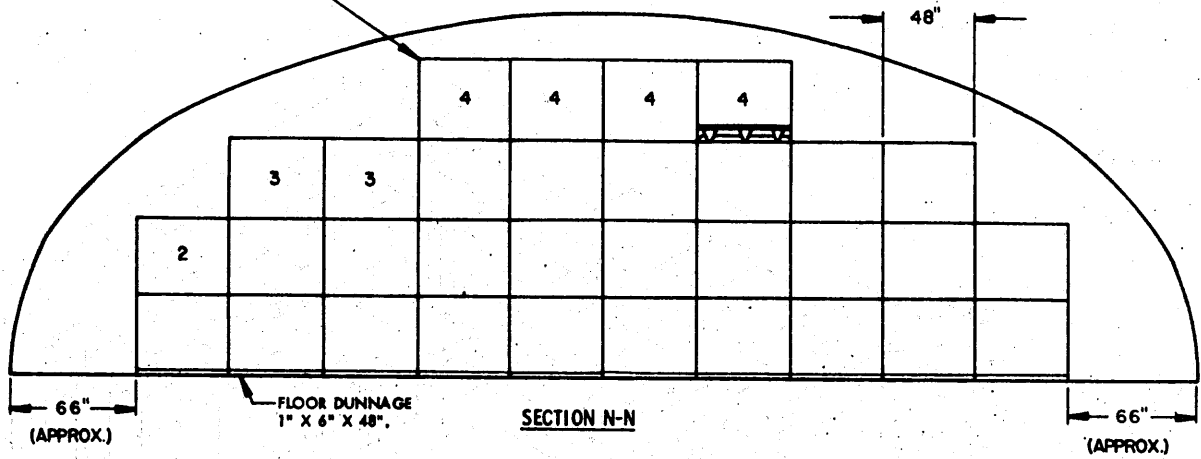 48"
4 4 4 4
3 3
2
66"
(APPROX.)
FLOOR DUNNAGE
1" X 6" X 48".
SECTION N-N
66"
(APPROX.)